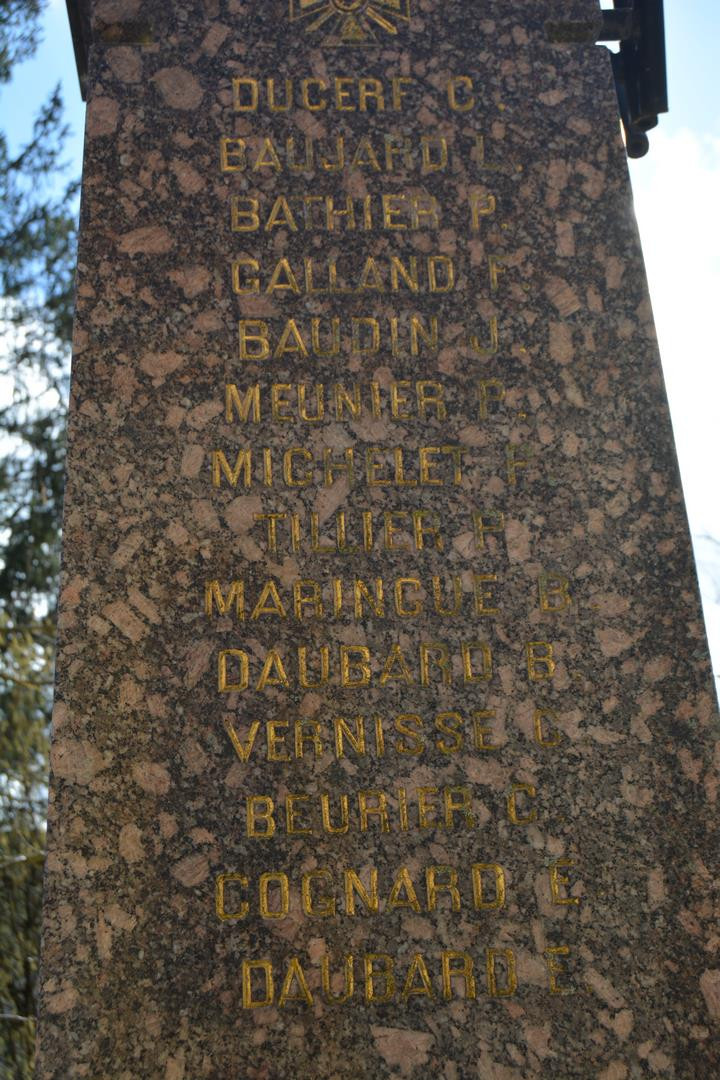 DUCERF C.
BAUJARD L.
BATHIER P.
GALLAND F.
BAUDIN J.
MEUNIER P.
MICHELET F
TILLIER P
MARINGUE B.
DAUBARD B.
VERNISSE C
BEURIER C.
COGNARD E
DAUBARD E